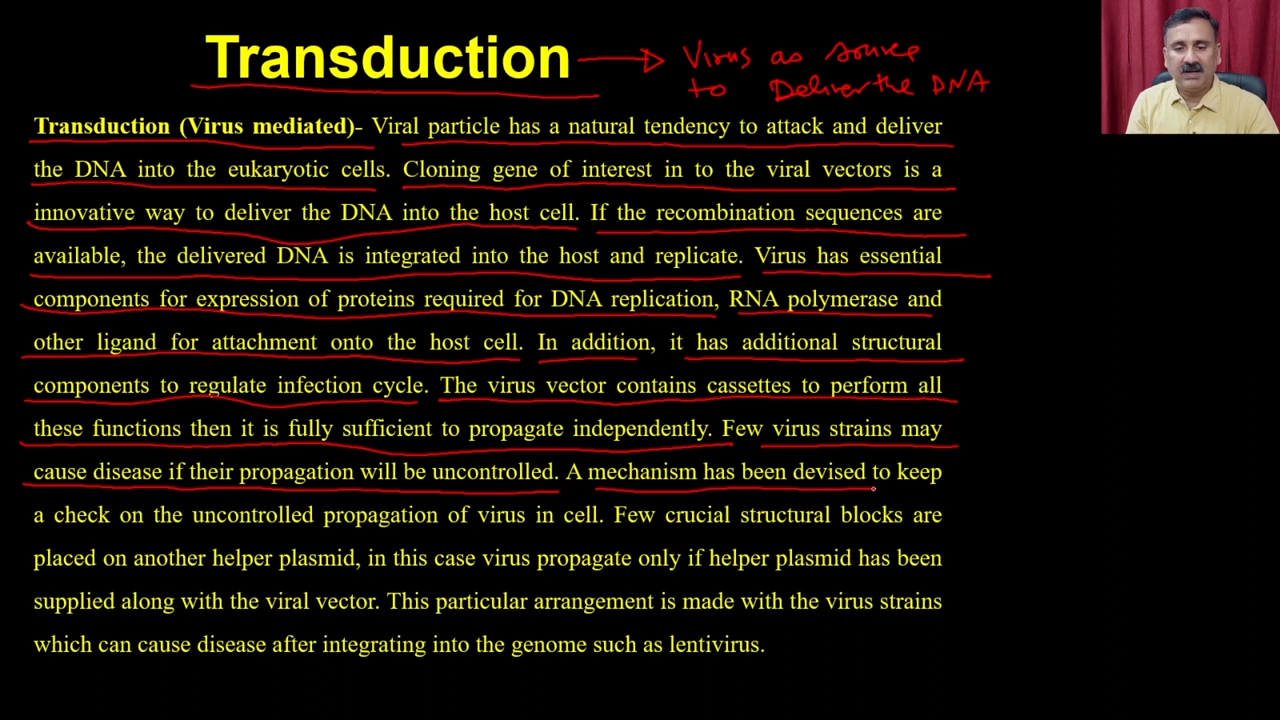 Transduction
Virus as source
to Deliver the DNA
Transduction (Virus mediated)- Viral particle has a natural tendency to attack and deliver
the DNA into the eukaryotic cells. Cloning gene of interest in to the viral vectors is a
innovative way to deliver the DNA into the host cell. If the recombination sequences are
available, the delivered DNA is integrated into the host and replicate. Virus has essential
components for expression of proteins required for DNA replication, RNA polymerase and
other ligand for attachment onto the host cell. In addition, it has additional structural
components to regulate infection cycle. The virus vector contains cassettes to perform all
these functions then it is fully sufficient to propagate independently. Few virus strains may
cause disease if their propagation will be uncontrolled. A mechanism has been devised to keep
a check on the uncontrolled propagation of virus in cell. Few crucial structural blocks are
placed on another helper plasmid, in this case virus propagate only if helper plasmid has been
supplied along with the viral vector. This particular arrangement is made with the virus strains
which can cause disease after integrating into the genome such as lentivirus.